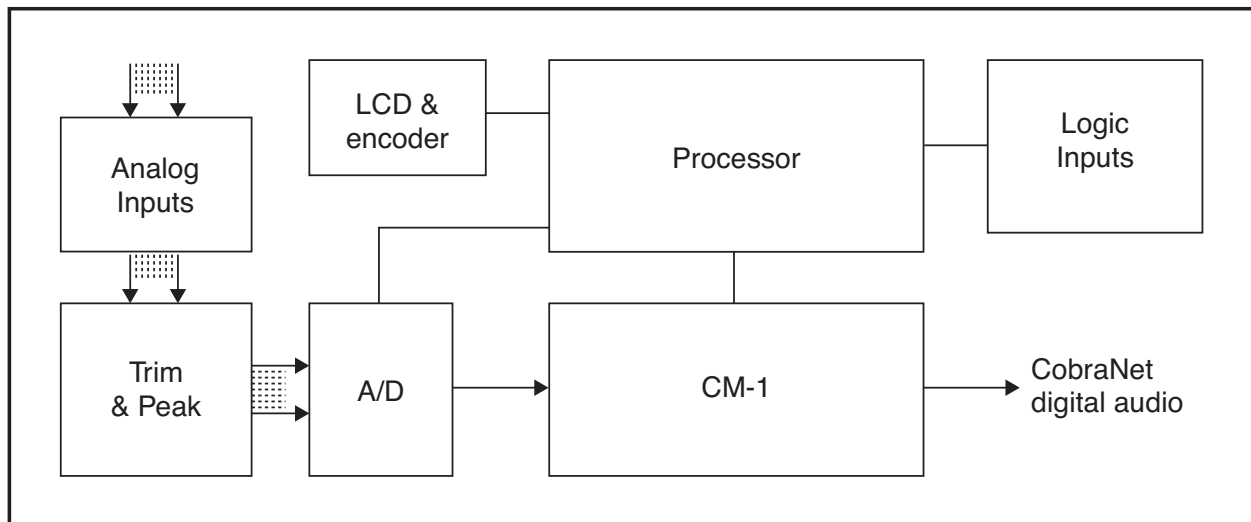 LCD &
encoder
Processor
Logic
Inputs
Analog
Inputs
Trim
& Peak
A/D
CM-1
CobraNet
digital audio